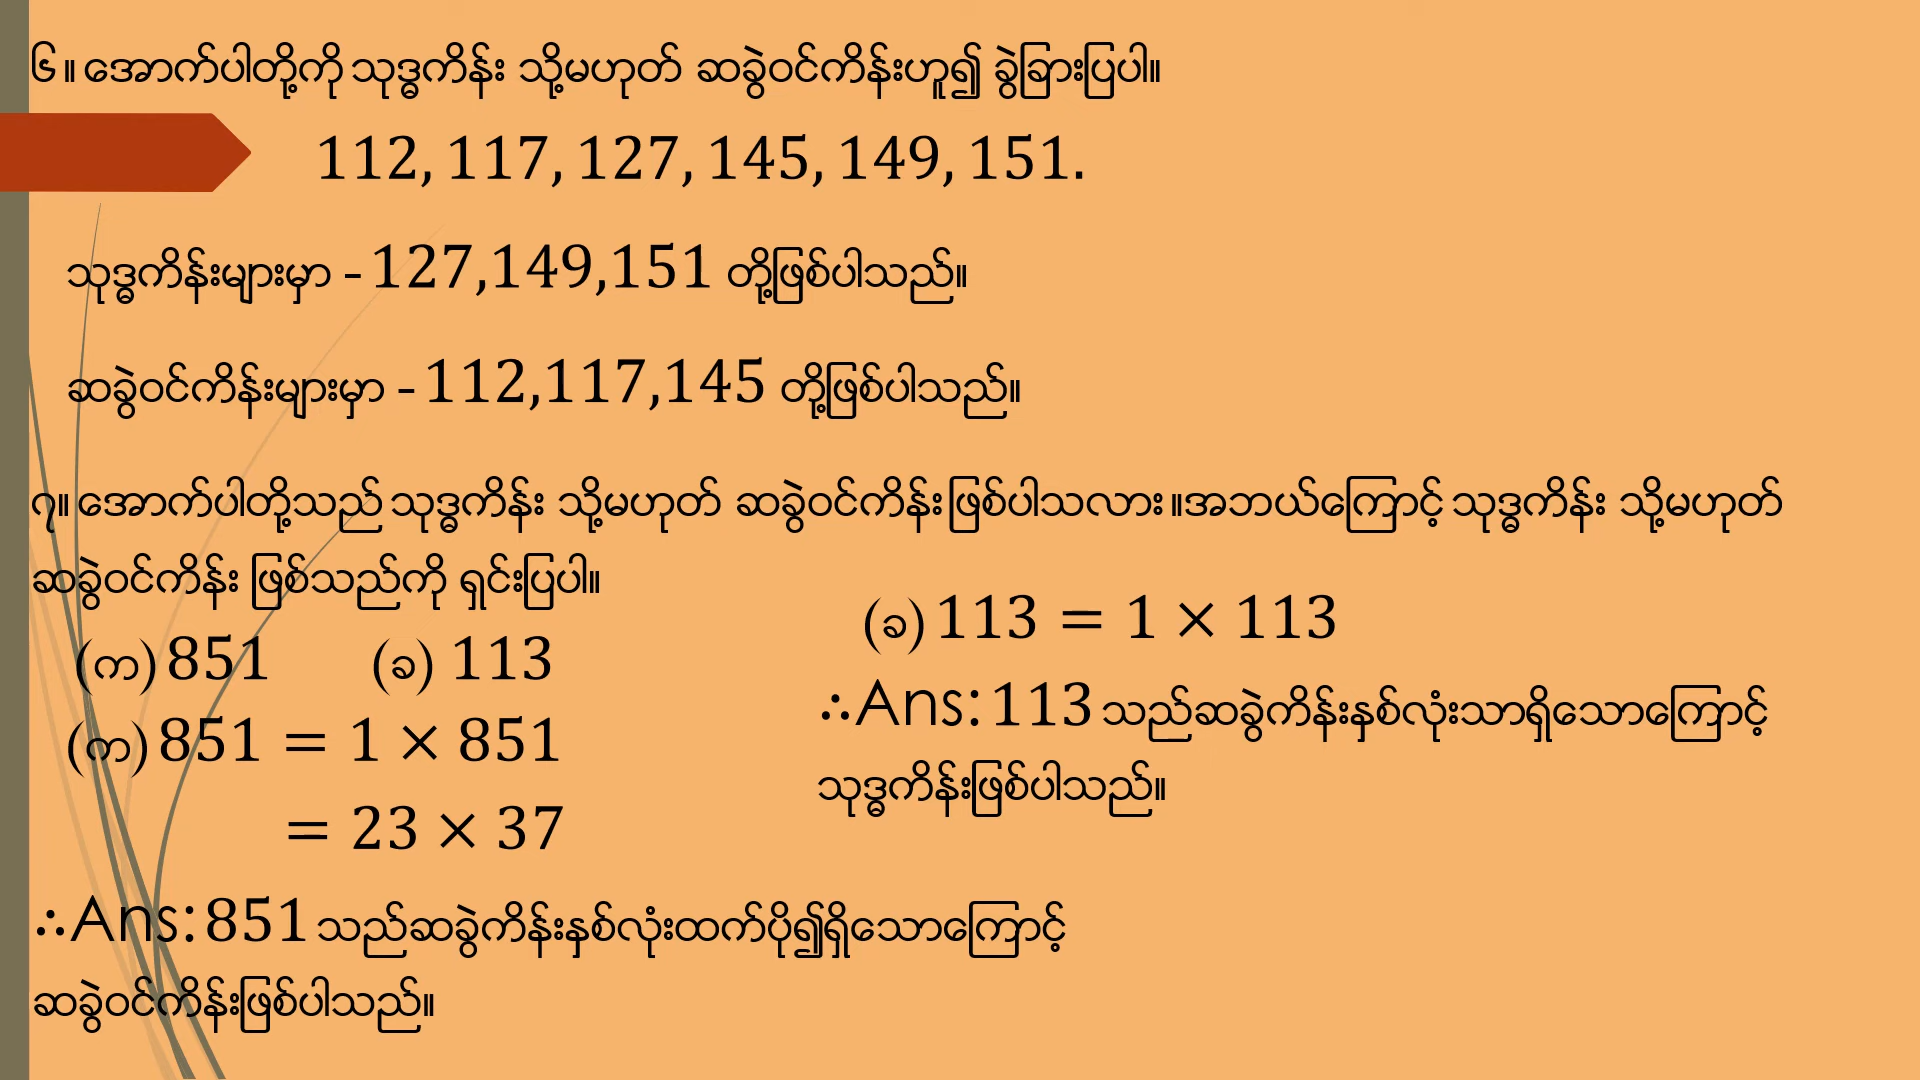 ၆။ အောက်ပါတို့ကို သုဒ္ဓကိန်း သို့မဟုတ် ဆခွဲဝင်ကိန်းဟူ၍ ခွဲခြားပြပါ။
112, 117, 127, 145, 149, 151.
သုဒ္ဓကိန်းများမှာ - 127,149,151 တို့ဖြစ်ပါသည်။
ဆခွဲဝင်ကိန်းများမှာ - 112,117,145 တို့ဖြစ်ပါသည်။
၇။ အောက်ပါတို့သည် သုဒ္ဓကိန်း သို့မဟုတ် ဆခွဲဝင်ကိန်း ဖြစ်ပါသလား ။အဘယ်ကြောင့် သုဒ္ဓကိန်း သို့မဟုတ်
ဆခွဲဝင်ကိန်း ဖြစ်သည်ကို ရှင်းပြပါ။
(က) 851 (ခ) 113
(က) 851 = 1 × 851
= 23 × 37
∴Ans: 851 သည်ဆခွဲကိန်းနှစ်လုံးထက်ပို၍ရှိသောကြောင့်
ဆခွဲဝင်ကိန်းဖြစ်ပါသည်။
(ခ) 113 = 1 × 113
∴Ans: 113 သည်ဆခွဲကိန်းနှစ်လုံးသာရှိသောကြောင့်
သုဒ္ဓကိန်းဖြစ်ပါသည်။